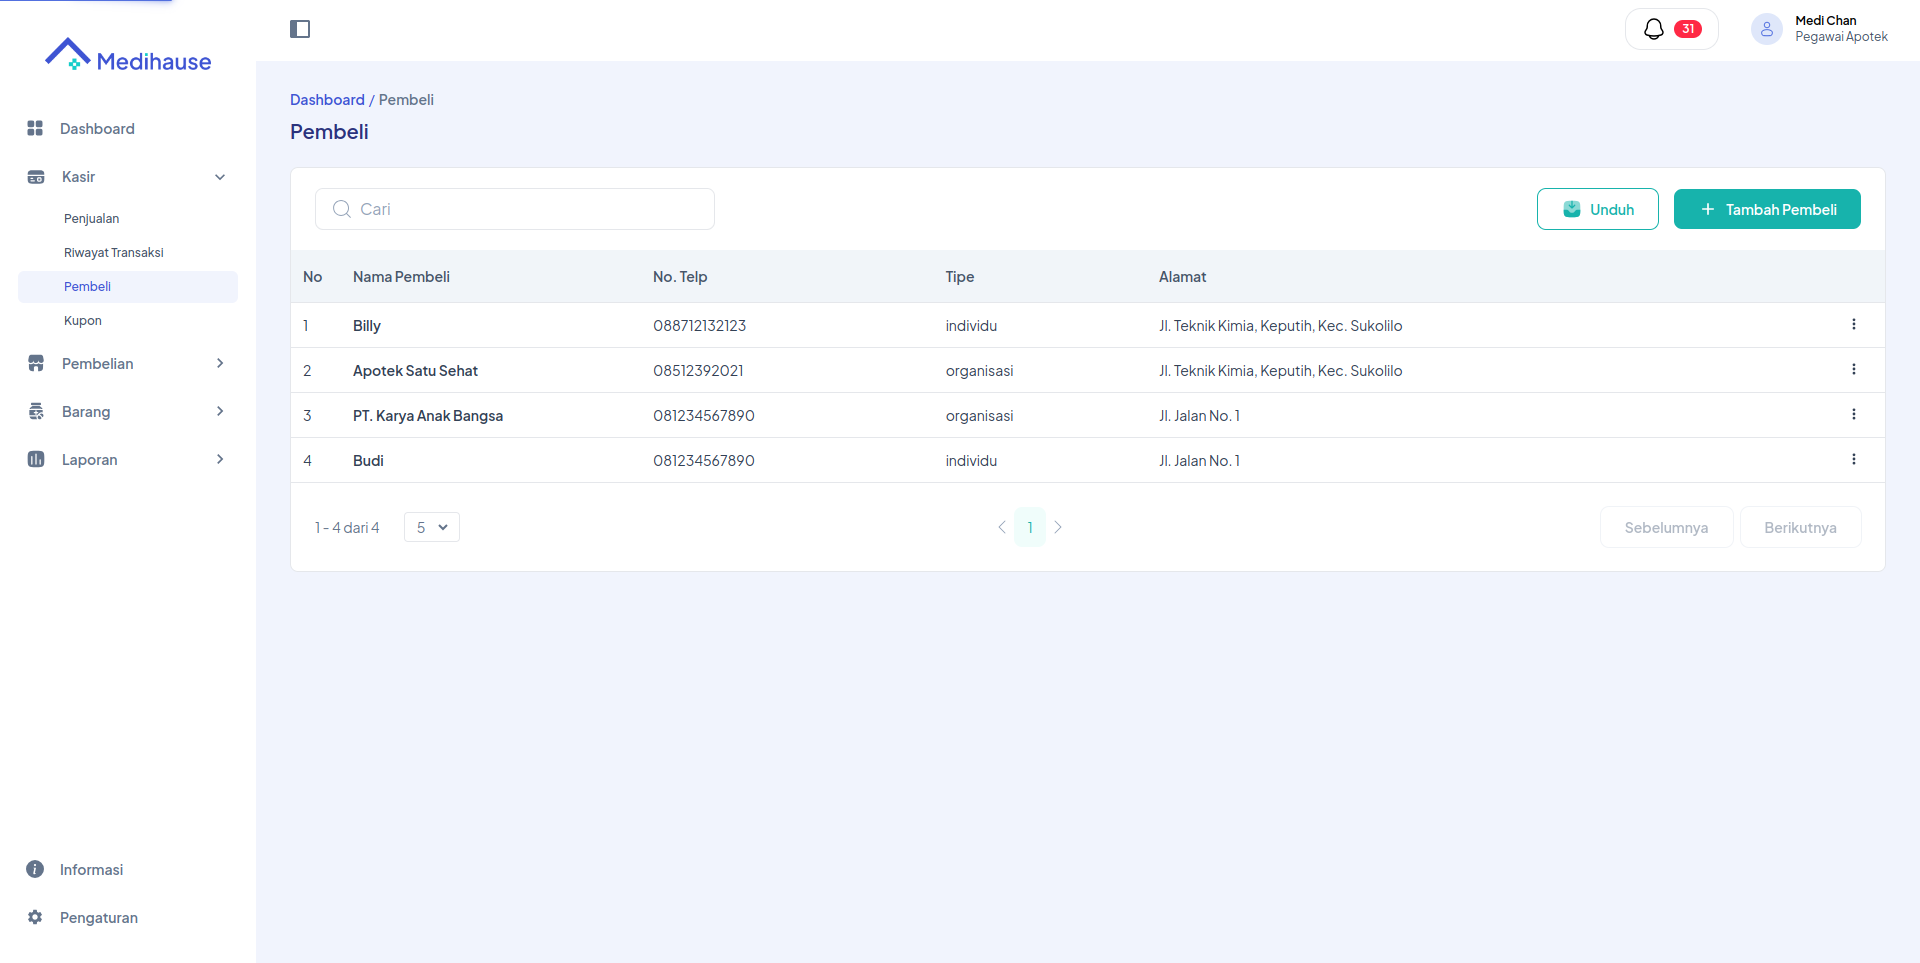 Medihause
Dashboard
Kasir
Penjualan
Riwayat Transaksi
Pembeli
Kupon
Pembelian
Barang
Laporan
Informasi
Pengaturan
31
Medi Chan
Pegawai Apotek
Dashboard / Pembeli
Pembeli
Cari
Unduh
+ Tambah Pembeli
No Nama Pembeli No. Telp Tipe Alamat
1 Billy 088712132123 individu Jl. Teknik Kimia, Keputih, Kec. Sukolilo
2 Apotek Satu Sehat 08512392021 organisasi Jl. Teknik Kimia, Keputih, Kec. Sukolilo
3 PT. Karya Anak Bangsa 081234567890 organisasi Jl. Jalan No. 1
4 Budi 081234567890 individu Jl. Jalan No. 1
1 - 4 dari 4 5 1 Sebelumnya Berikutnya